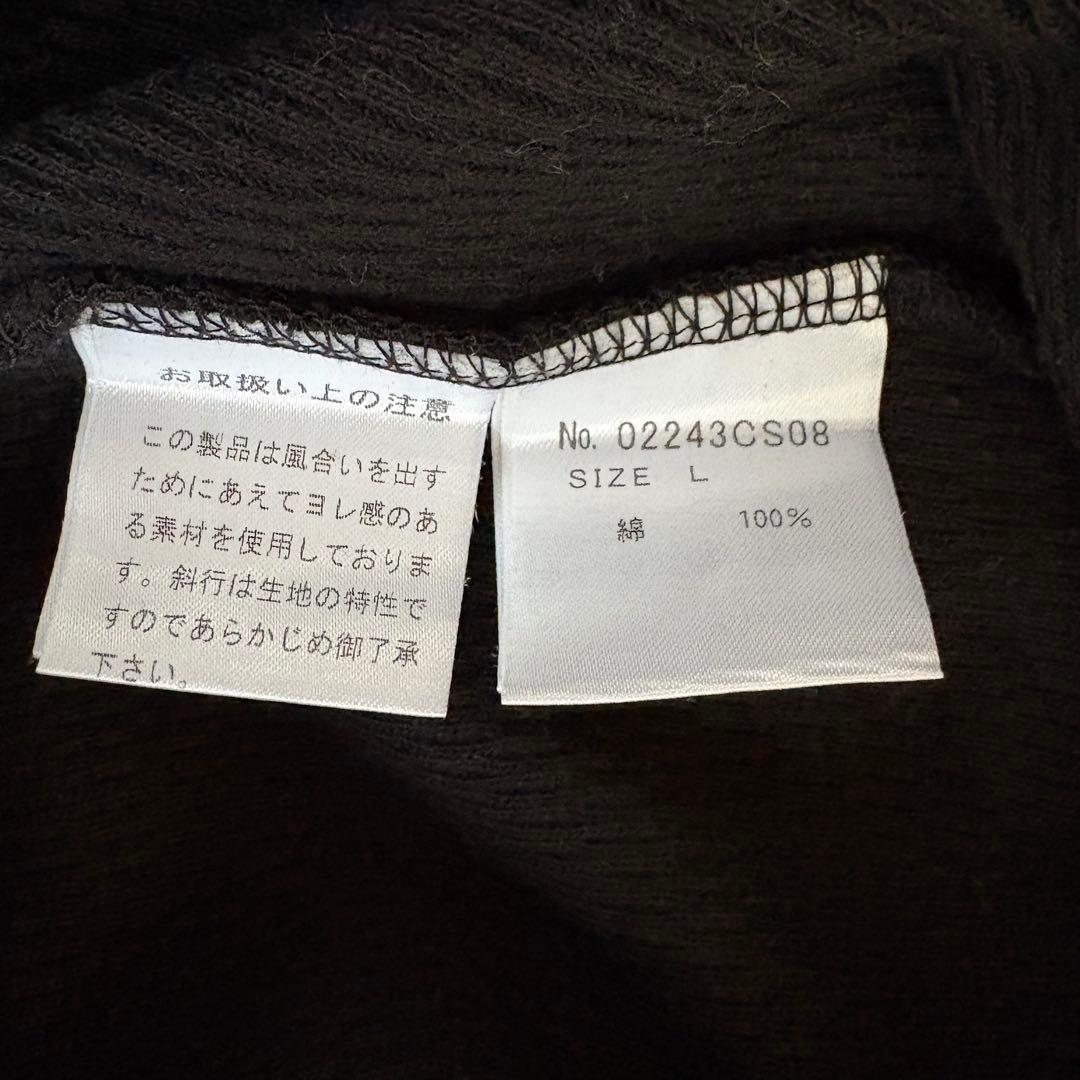 お取扱い上の注意
この製品は風合いを出す
ためにあえてヨレ感のあ
る素材を使用しておりま
す。斜行は生地の特性で
すのであらかじめ御了承
下さい。
No. 02243CS08
SIZE L
綿 100%